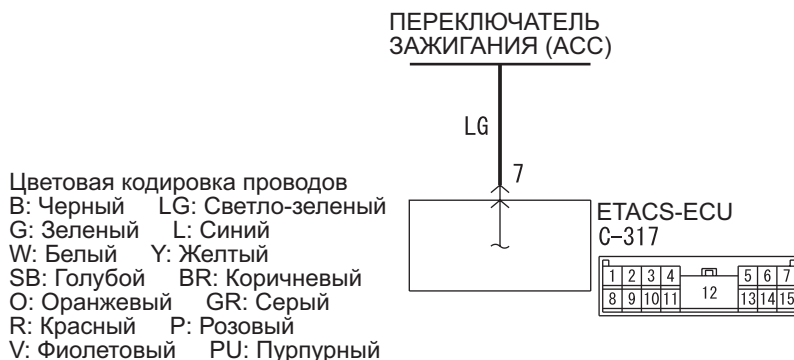 ПЕРЕКЛЮЧАТЕЛЬ
ЗАЖИГАНИЯ (ACC)
LG
7
Цветовая кодировка проводов
B: Черный LG: Светло-зеленый
G: Зеленый L: Синий
W: Белый Y: Желтый
SB: Голубой BR: Коричневый
O: Оранжевый GR: Серый
R: Красный P: Розовый
V: Фиолетовый PU: Пурпурный
ETACS-ECU
C-317
1 2 3 4 5 6 7
8 9 10 11 12 13 14 15